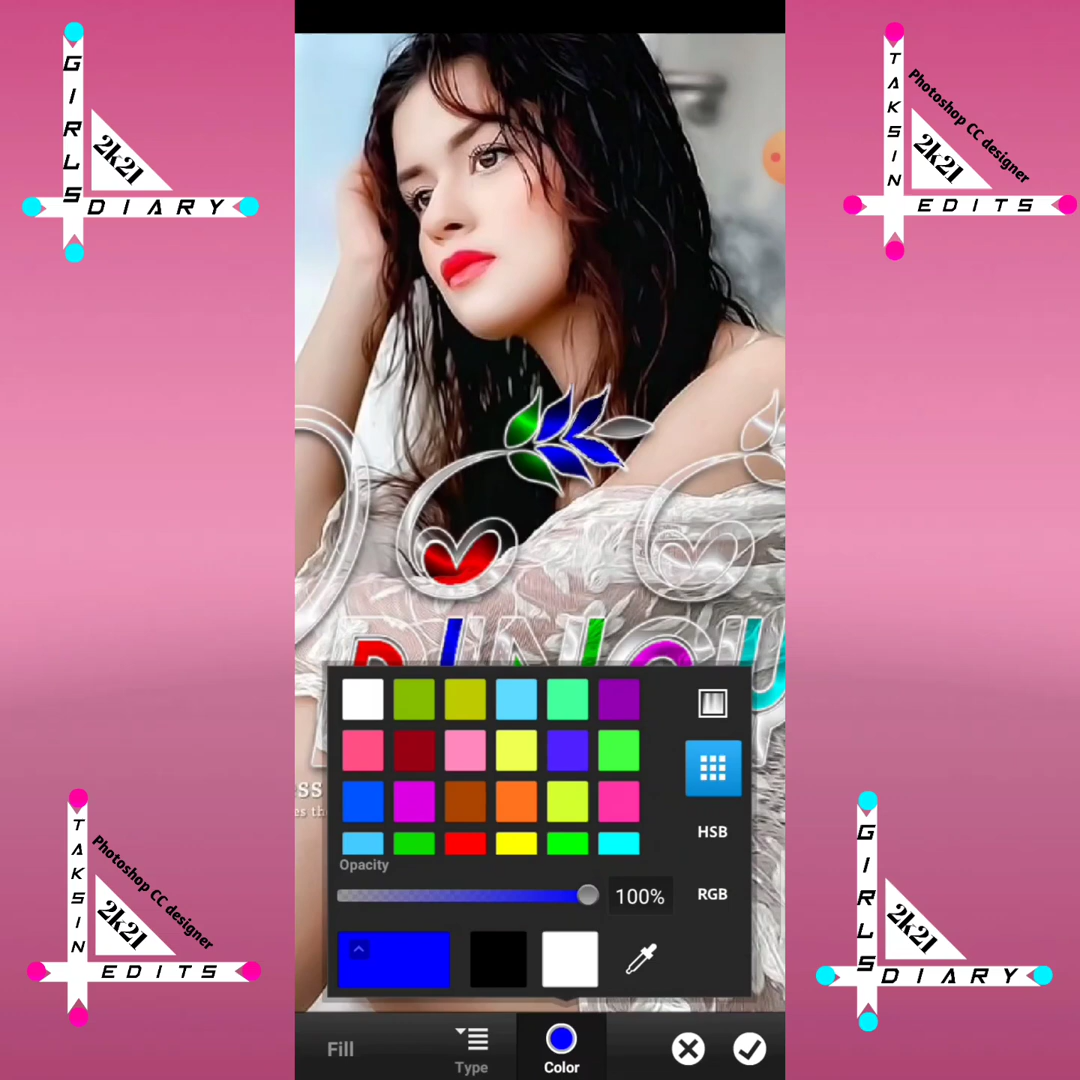 GIRLS
2k21
DIARY
TAKSIN
Photoshop CC designer
2k21
EDITS
HSB
Opacity
100%
RGB
TAKSIN
Photoshop CC designer
2k21
EDITS
GIRLS
2k21
DIARY
Fill
Type
Color